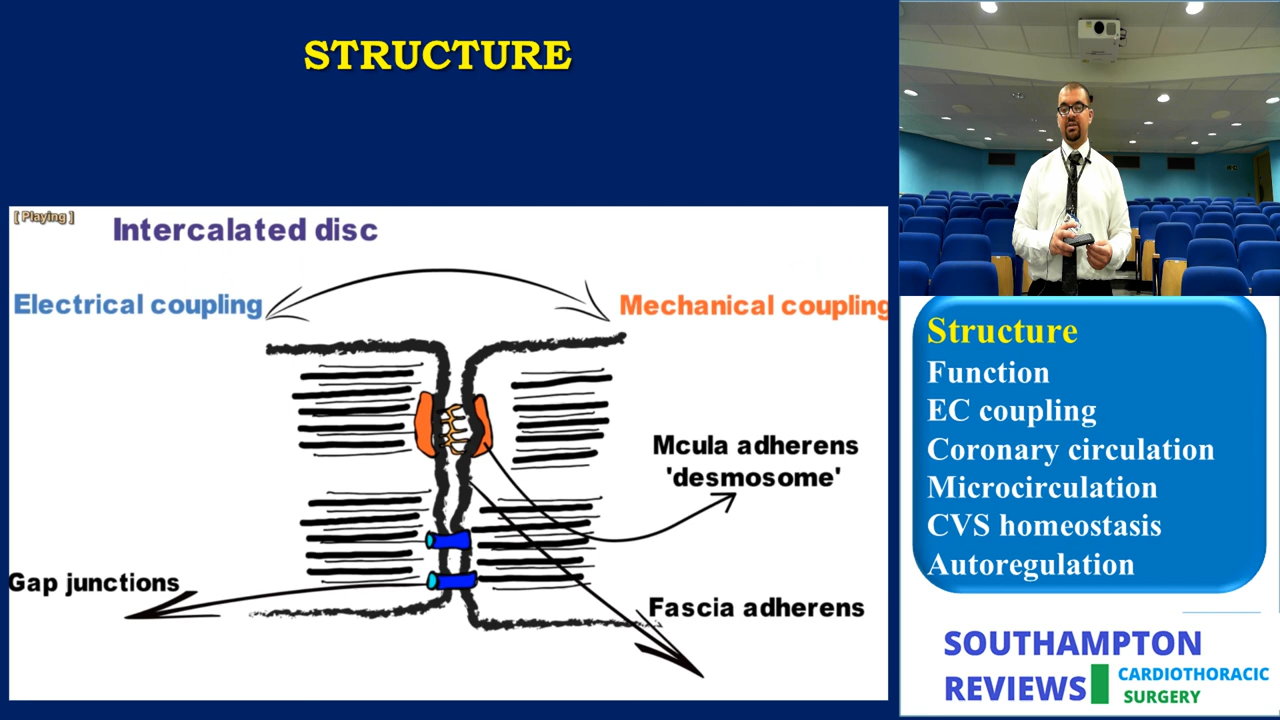 STRUCTURE
[ Playing ]
Intercalated disc
Electrical coupling
Mechanical coupling
Mcula adherens
'desmosome'
Gap junctions
Fascia adherens
Structure
Function
EC coupling
Coronary circulation
Microcirculation
CVS homeostasis
Autoregulation
SOUTHAMPTON
REVIEWS
CARDIOTHORACIC
SURGERY